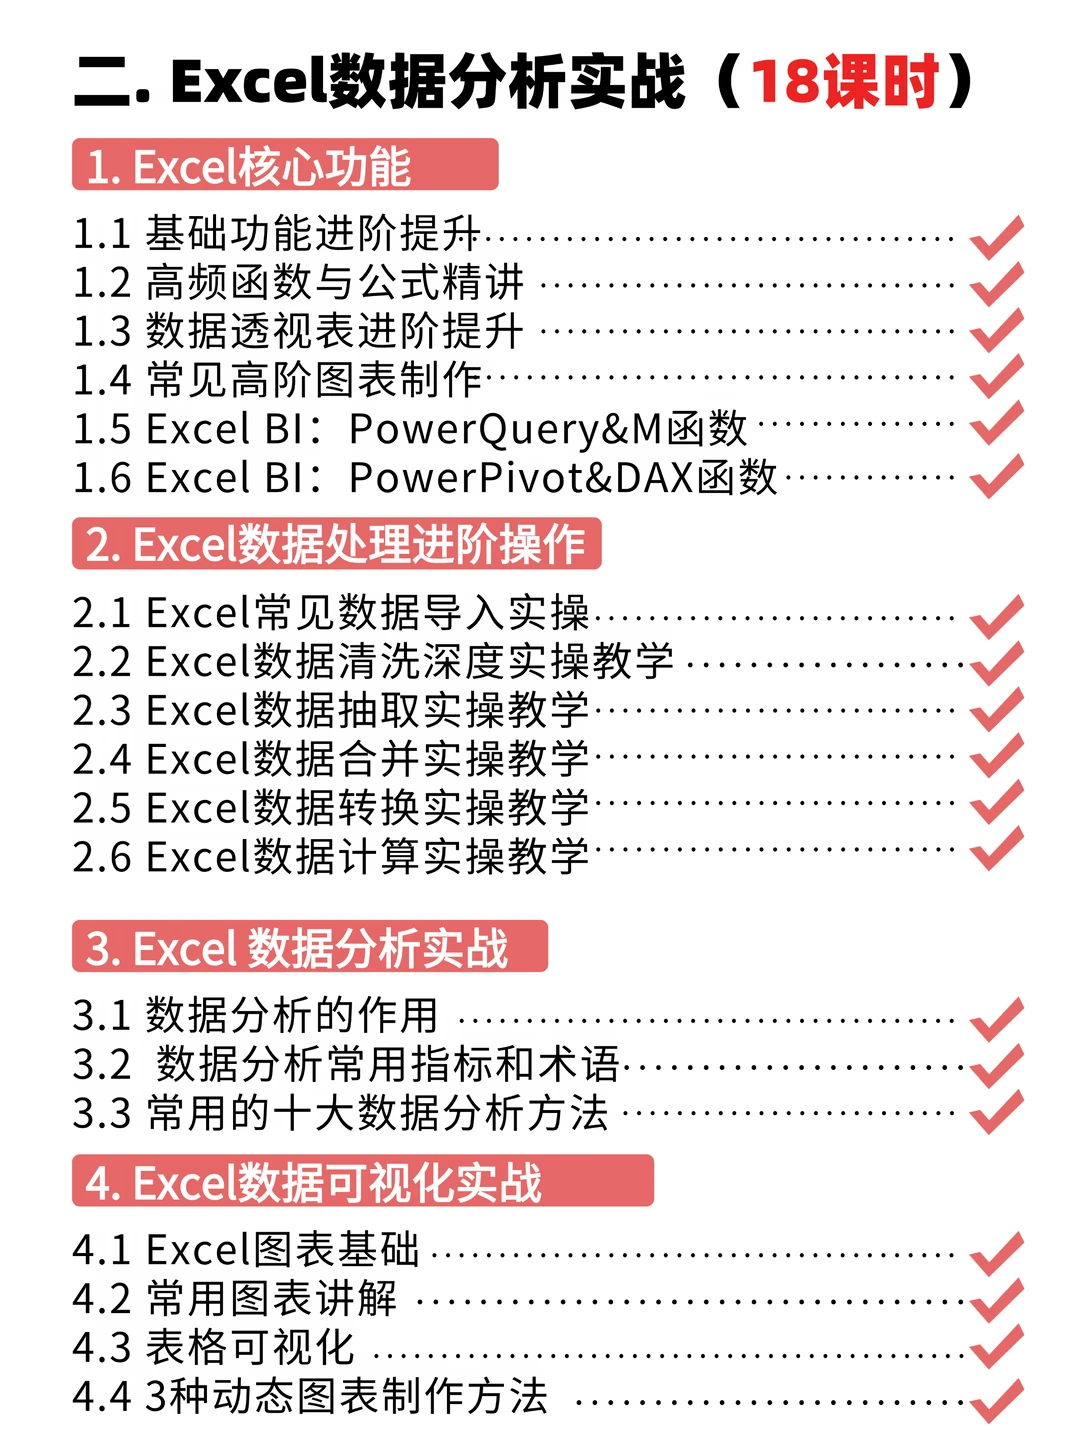 二. Excel数据分析实战（18课时）
1. Excel核心功能
1.1 基础功能进阶提升
1.2 高频函数与公式精讲
1.3 数据透视表进阶提升
1.4 常见高阶图表制作
1.5 Excel BI：PowerQuery&M函数
1.6 Excel BI：PowerPivot&DAX函数
2. Excel数据处理进阶操作
2.1 Excel常见数据导入实操
2.2 Excel数据清洗深度实操教学
2.3 Excel数据抽取实操教学
2.4 Excel数据合并实操教学
2.5 Excel数据转换实操教学
2.6 Excel数据计算实操教学
3. Excel 数据分析实战
3.1 数据分析的作用
3.2 数据分析常用指标和术语
3.3 常用的十大数据分析方法
4. Excel数据可视化实战
4.1 Excel图表基础
4.2 常用图表讲解
4.3 表格可视化
4.4 3种动态图表制作方法